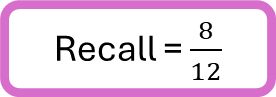 Recall = 8/12